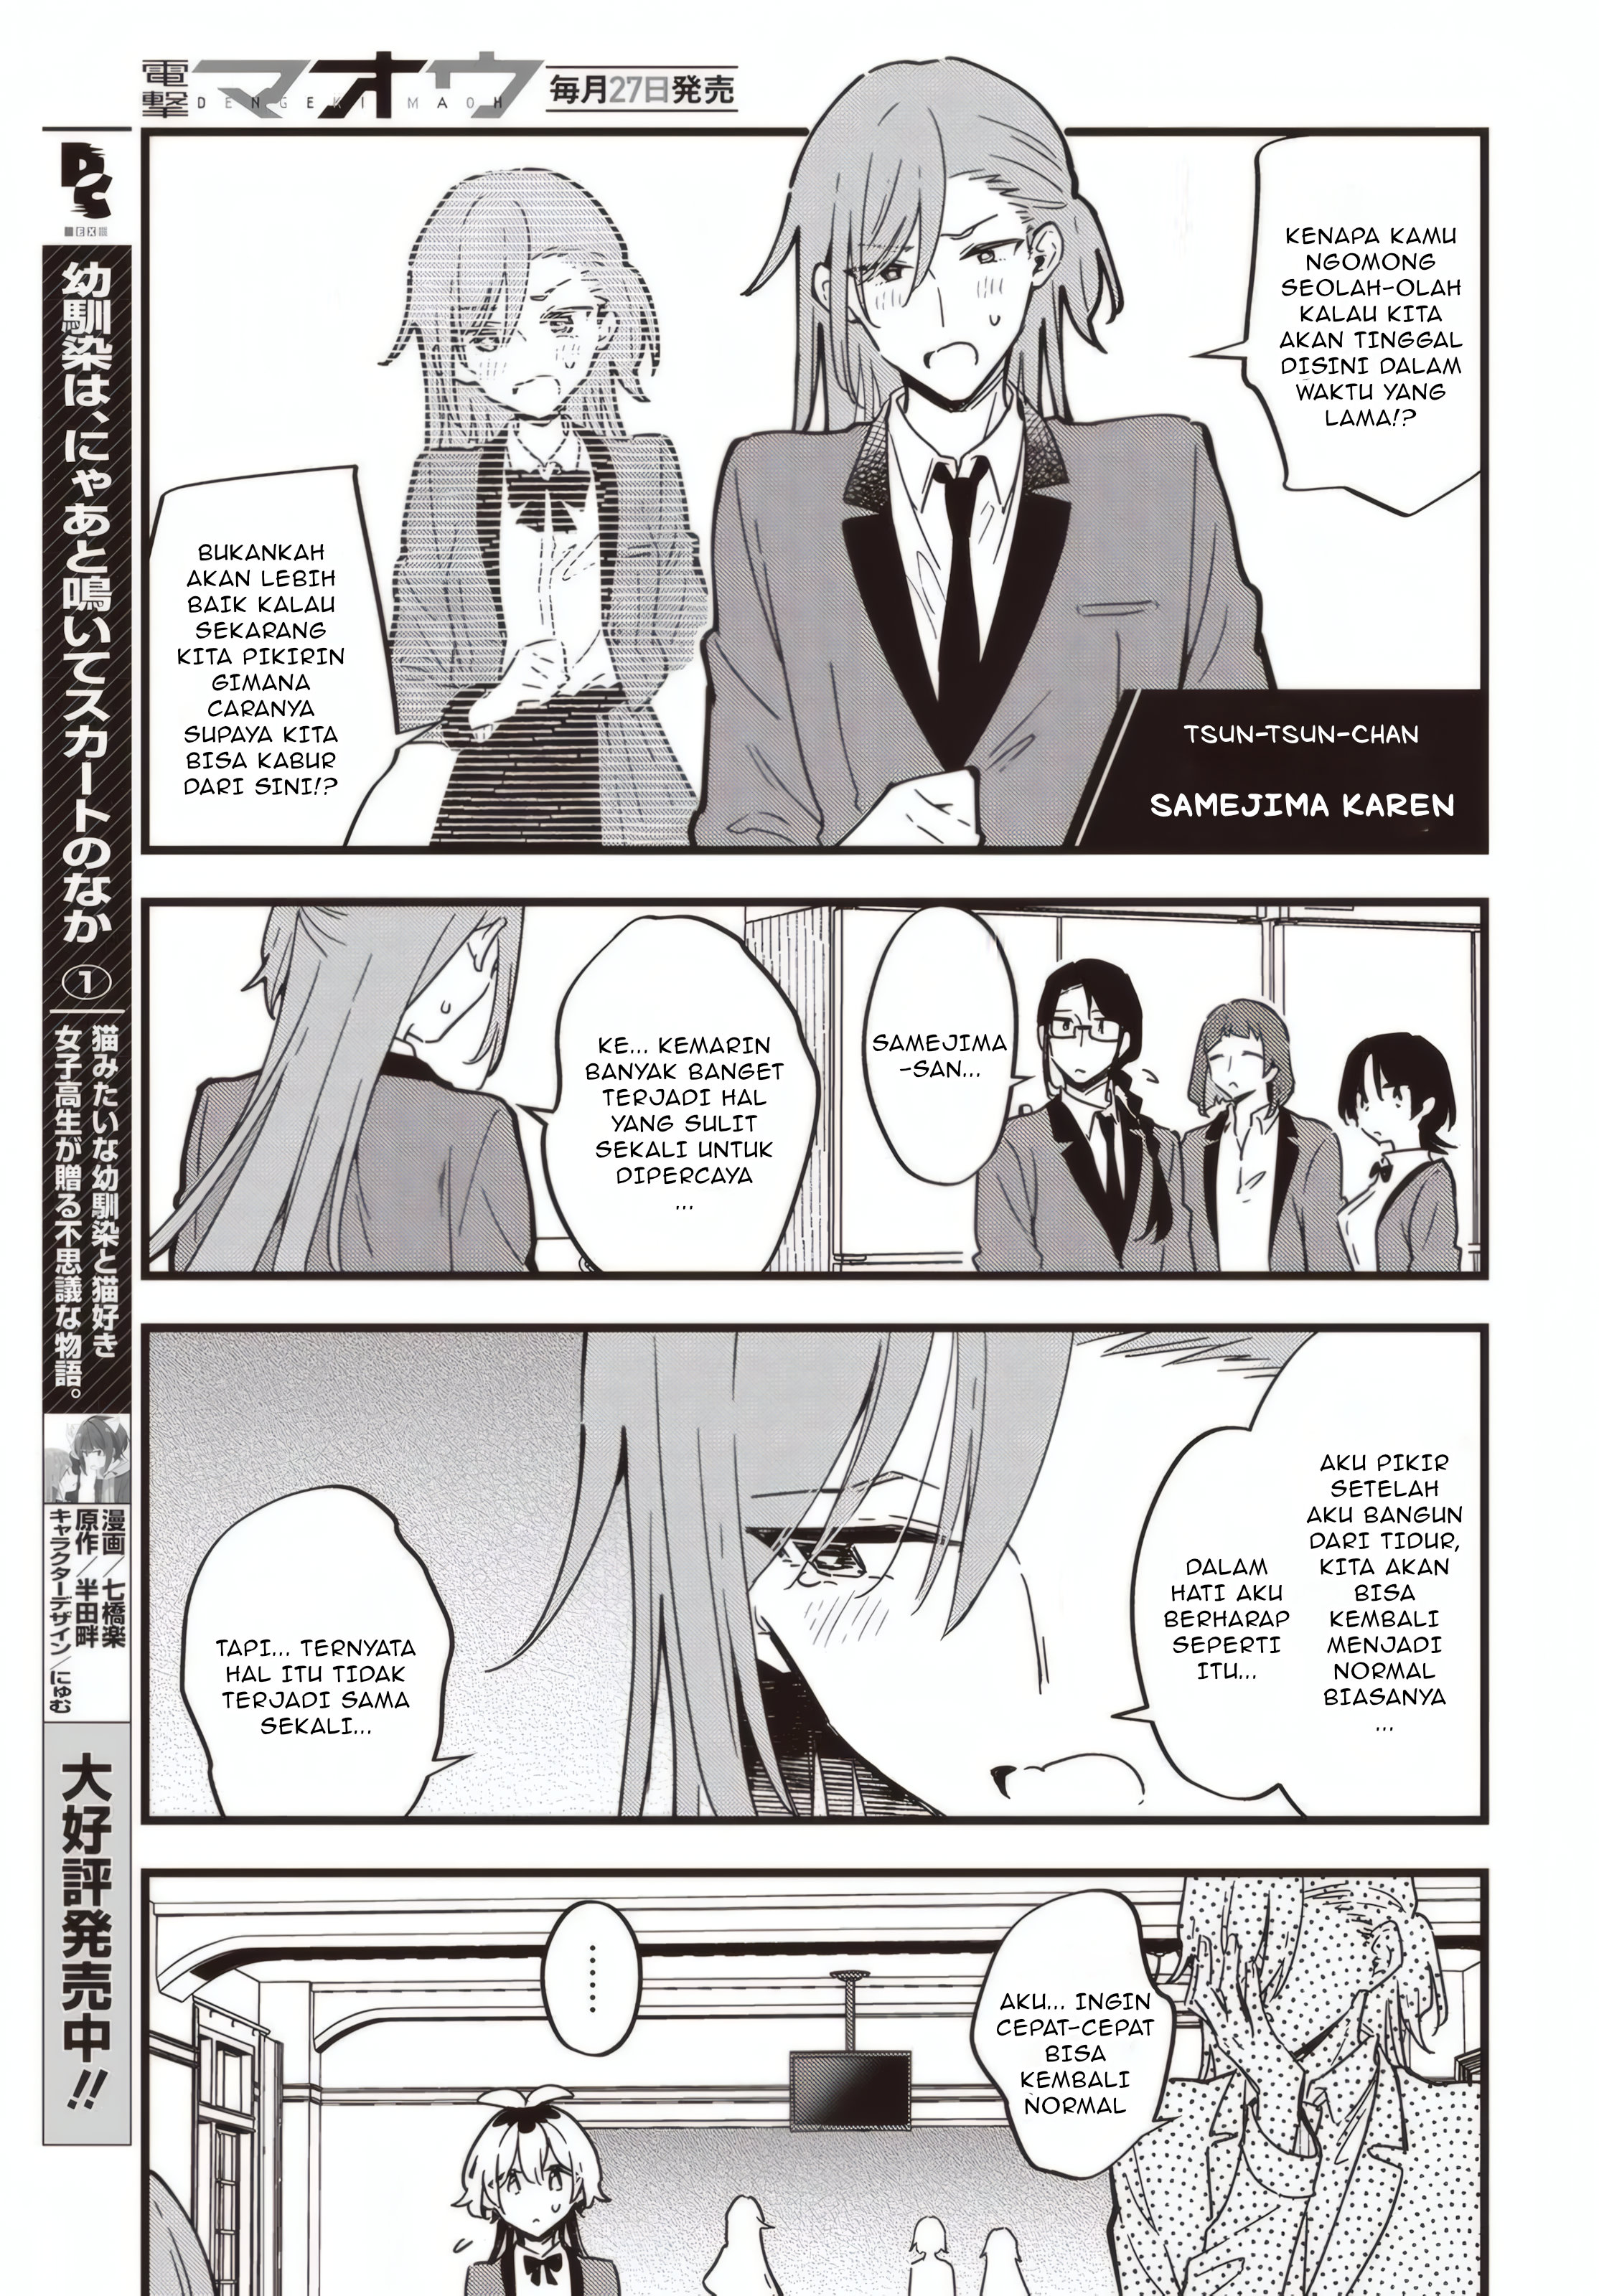 電撃マオウ
DENGEKI MAOH
毎月27日発売
KENAPA KAMU
NGOMONG
SEOLAH-OLAH
KALAU KITA
AKAN TINGGAL
DISINI DALAM
WAKTU YANG
LAMA!?
BUKANKAH
AKAN LEBIH
BAIK KALAU
SEKARANG
KITA PIKIRIN
GIMANA
CARANYA
SUPAYA KITA
BISA KABUR
DARI SINI!?
TSUN-TSUN-CHAN
SAMEJIMA KAREN
SAMEJIMA
-SAN...
KE... KEMARIN
BANYAK BANGET
TERJADI HAL
YANG SULIT
SEKALI UNTUK
DIPERCAYA
...
AKU PIKIR
SETELAH
AKU BANGUN
DARI TIDUR,
KITA AKAN
BISA
KEMBALI
MENJADI
NORMAL
BIASANYA
...
DALAM
HATI AKU
BERHARAP
SEPERTI
ITU...
TAPI... TERNYATA
HAL ITU TIDAK
TERJADI SAMA
SEKALI...
AKU... INGIN
CEPAT-CEPAT
BISA
KEMBALI
NORMAL
......
DC
EX
幼馴染は、にゃあと鳴いてスカートのなか ①
猫みたいな幼馴染と猫好き
女子高生が贈る不思議な物語。
漫画/七橋楽
原作/半田畔
キャラクターデザイン/にゅむ
大好評発売中!!